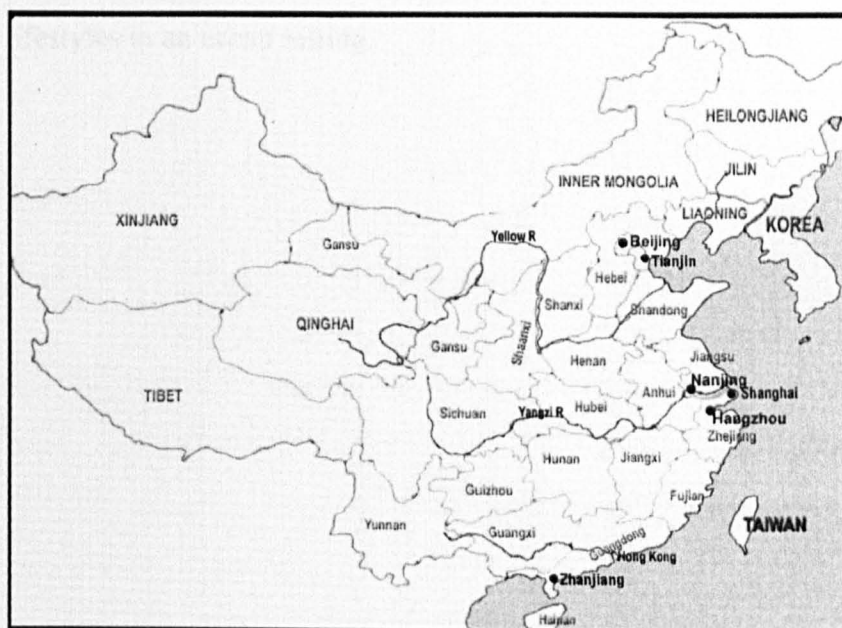 HEILONGJIANG
JILIN
INNER MONGOLIA
LIAONING
KOREA
XINJIANG
Gansu
Yellow R
Beijing
Tianjin
Hebei
Shanxi
Shandong
QINGHAI
Gansu
Shaanxi
Henan
Jiangsu
TIBET
Sichuan
Yangzi R
Hubei
Anhui
Nanjing
Shanghai
Hangzhou
Zhejiang
Hunan
Jiangxi
Guizhou
Fujian
Yunnan
Guangxi
Guangdong
Hong Kong
TAIWAN
Zhanjiang
Hainan